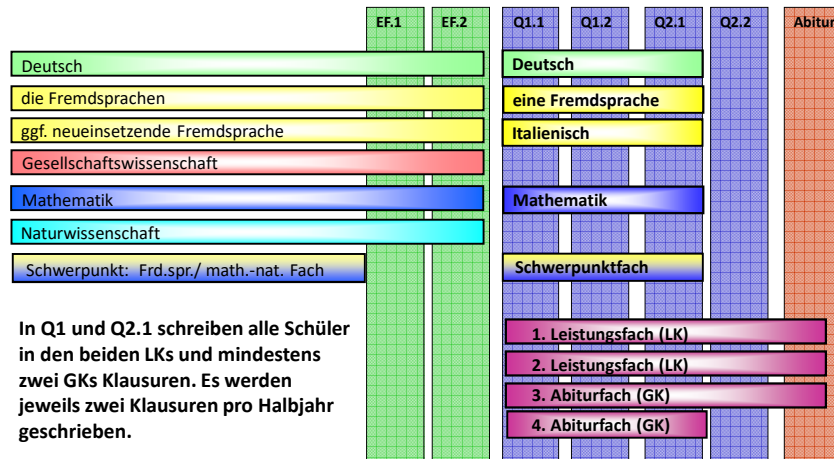 EF.1 EF.2 Q1.1 Q1.2 Q2.1 Q2.2 Abitur
Deutsch Deutsch
die Fremdsprachen eine Fremdsprache
ggf. neueinsetzende Fremdsprache Italienisch
Gesellschaftswissenschaft
Mathematik Mathematik
Naturwissenschaft
Schwerpunkt: Frd.spr./ math.-nat. Fach Schwerpunktfach
In Q1 und Q2.1 schreiben alle Schüler
in den beiden LKs und mindestens
zwei GKs Klausuren. Es werden
jeweils zwei Klausuren pro Halbjahr
geschrieben.
1. Leistungsfach (LK)
2. Leistungsfach (LK)
3. Abiturfach (GK)
4. Abiturfach (GK)